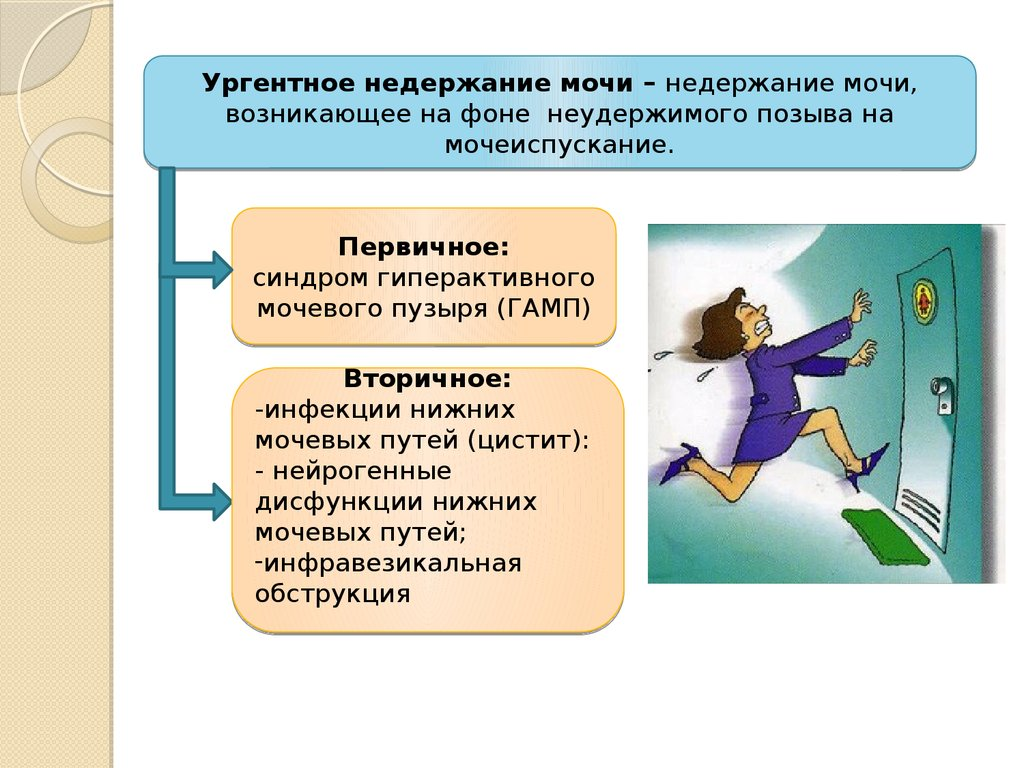 Ургентное недержание мочи – недержание мочи,
возникающее на фоне неудержимого позыва на
мочеиспускание.
Первичное:
синдром гиперактивного
мочевого пузыря (ГАМП)
Вторичное:
-инфекции нижних
мочевых путей (цистит):
- нейрогенные
дисфункции нижних
мочевых путей;
-инфравезикальная
обструкция